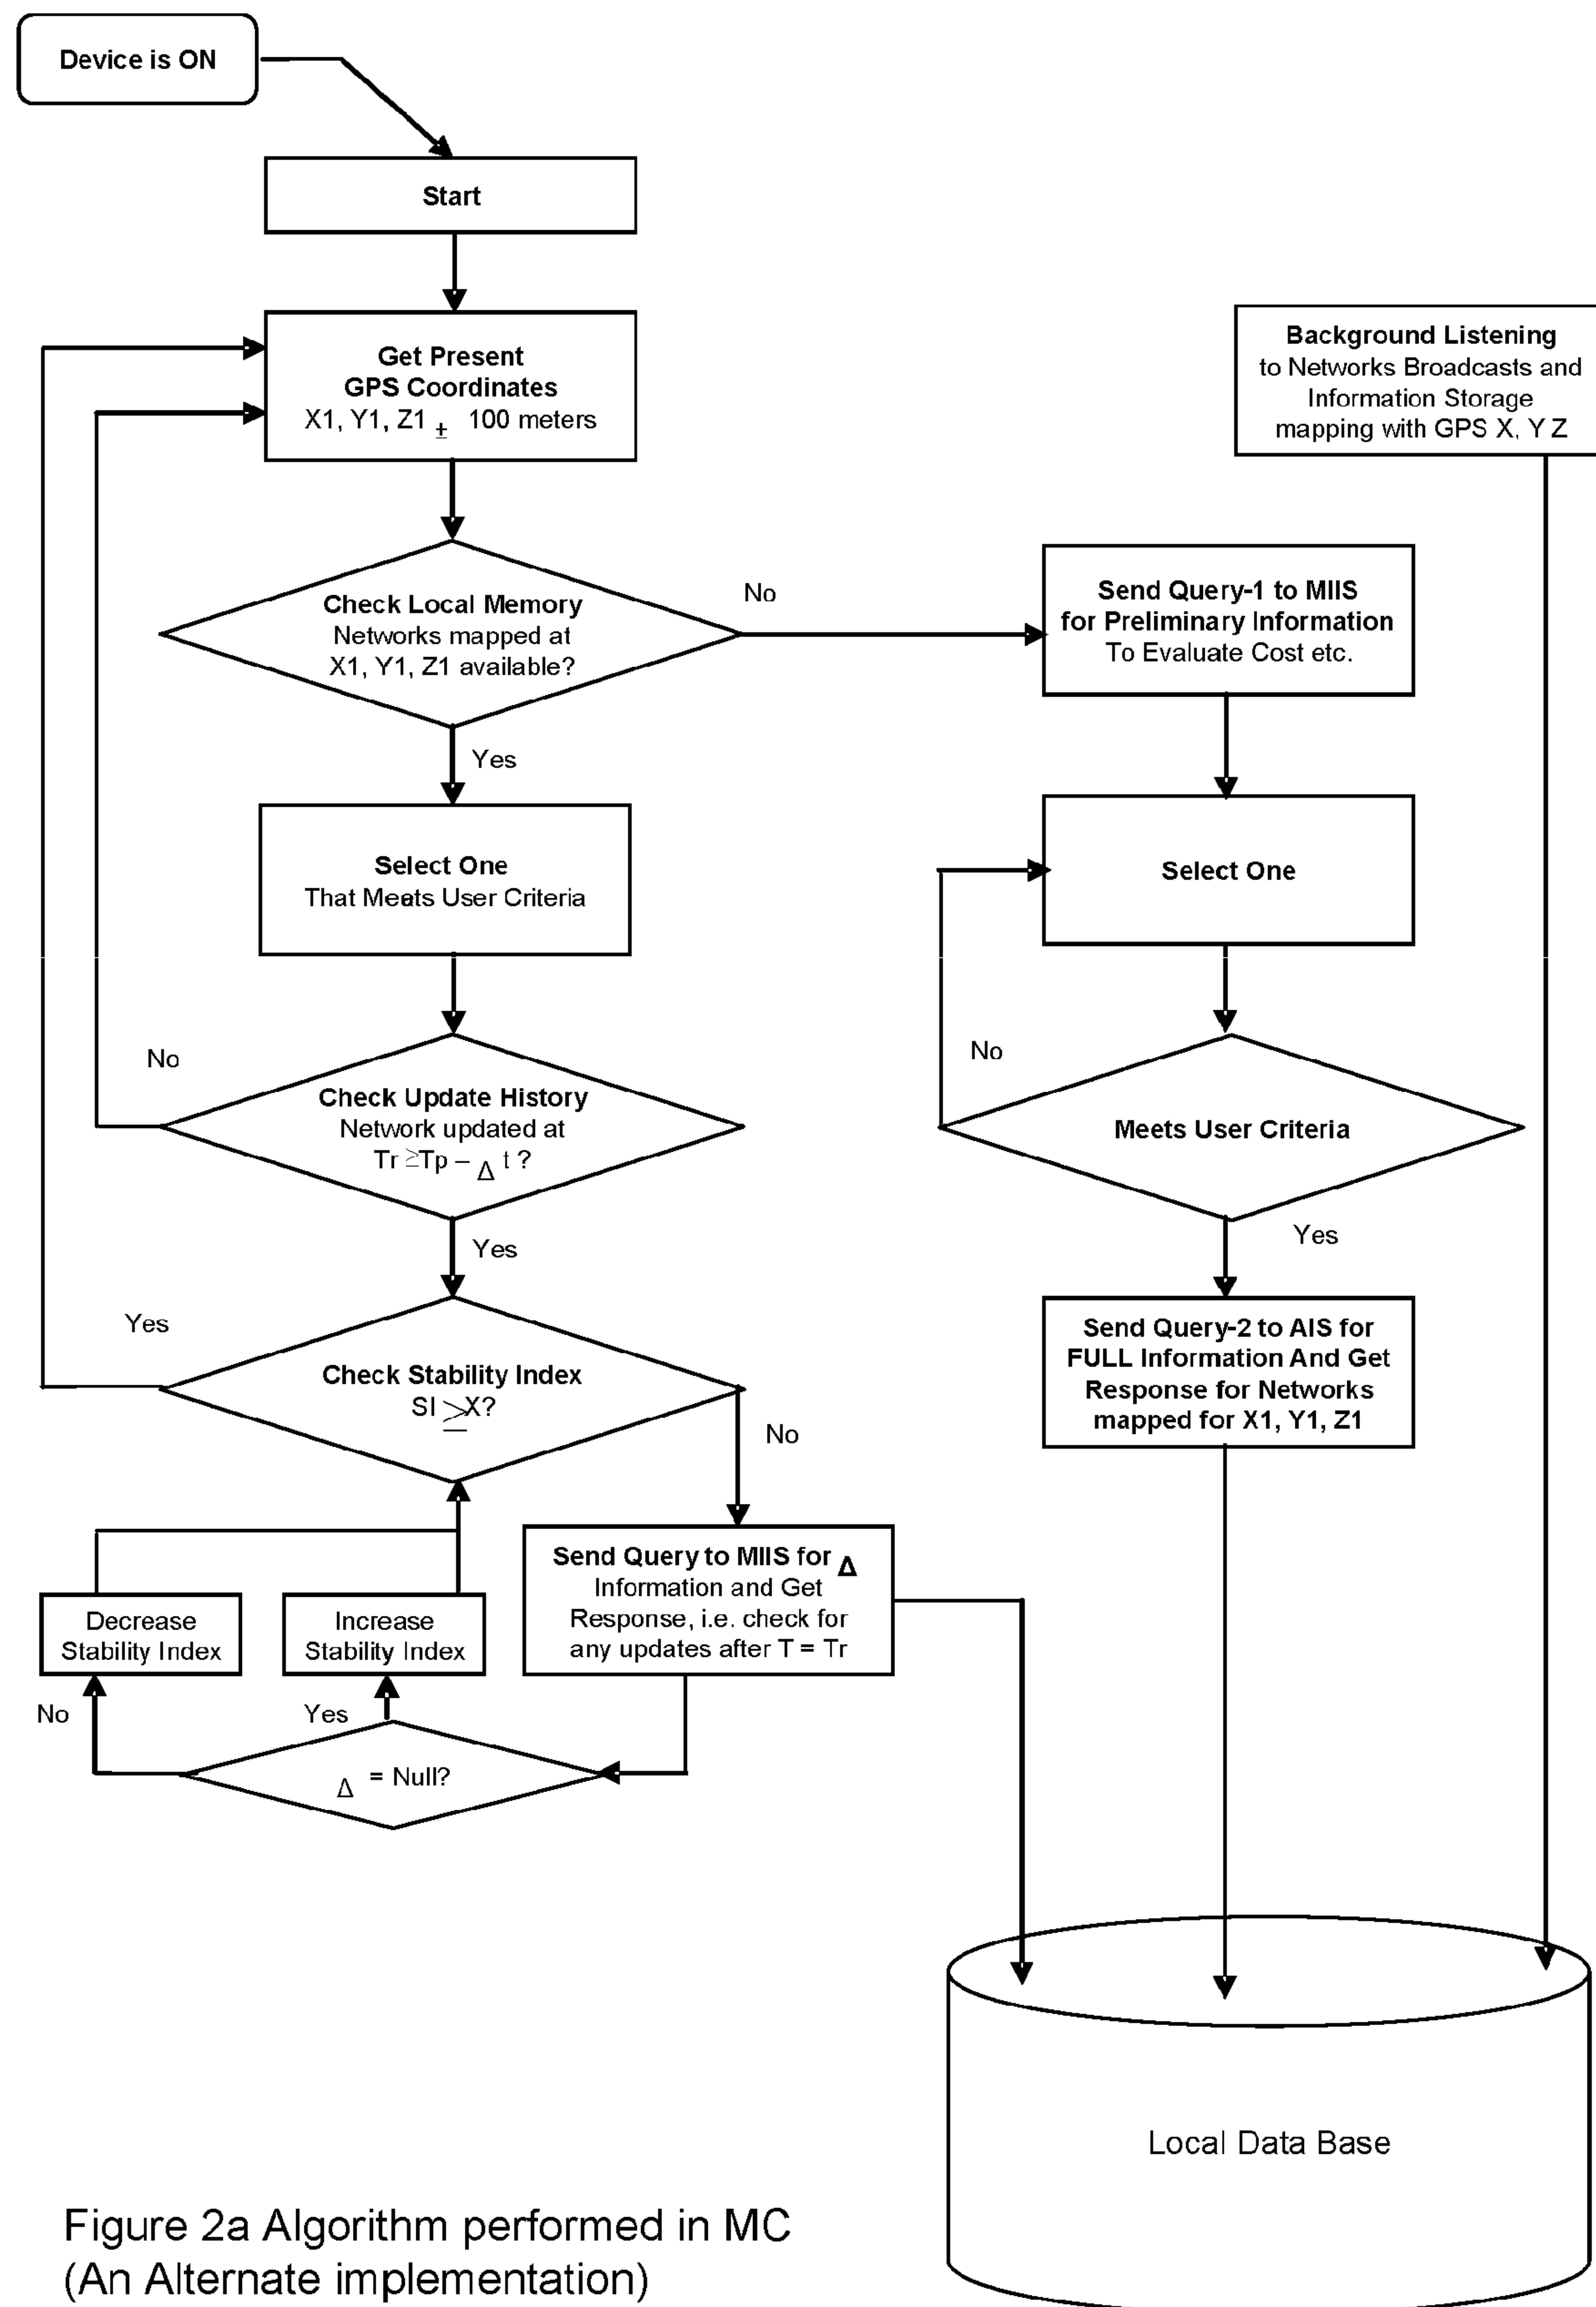 Device is ON
Start
Get Present
GPS Coordinates
X1, Y1, Z1 ± 100 meters
Background Listening
to Networks Broadcasts and
Information Storage
mapping with GPS X, Y Z
Check Local Memory
Networks mapped at
X1, Y1, Z1 available?
No
Send Query-1 to MIIS
for Preliminary Information
To Evaluate Cost etc.
Yes
Select One
That Meets User Criteria
Select One
No
Check Update History
Network updated at
Tr ≥Tp – Δ t ?
No
Meets User Criteria
Yes
Yes
Yes
Check Stability Index
SI ≥X?
No
Send Query-2 to AIS for
FULL Information And Get
Response for Networks
mapped for X1, Y1, Z1
Send Query to MIIS for Δ
Information and Get
Response, i.e. check for
any updates after T = Tr
Decrease
Stability Index
Increase
Stability Index
No
Yes
Δ = Null?
Local Data Base
Figure 2a Algorithm performed in MC
(An Alternate implementation)